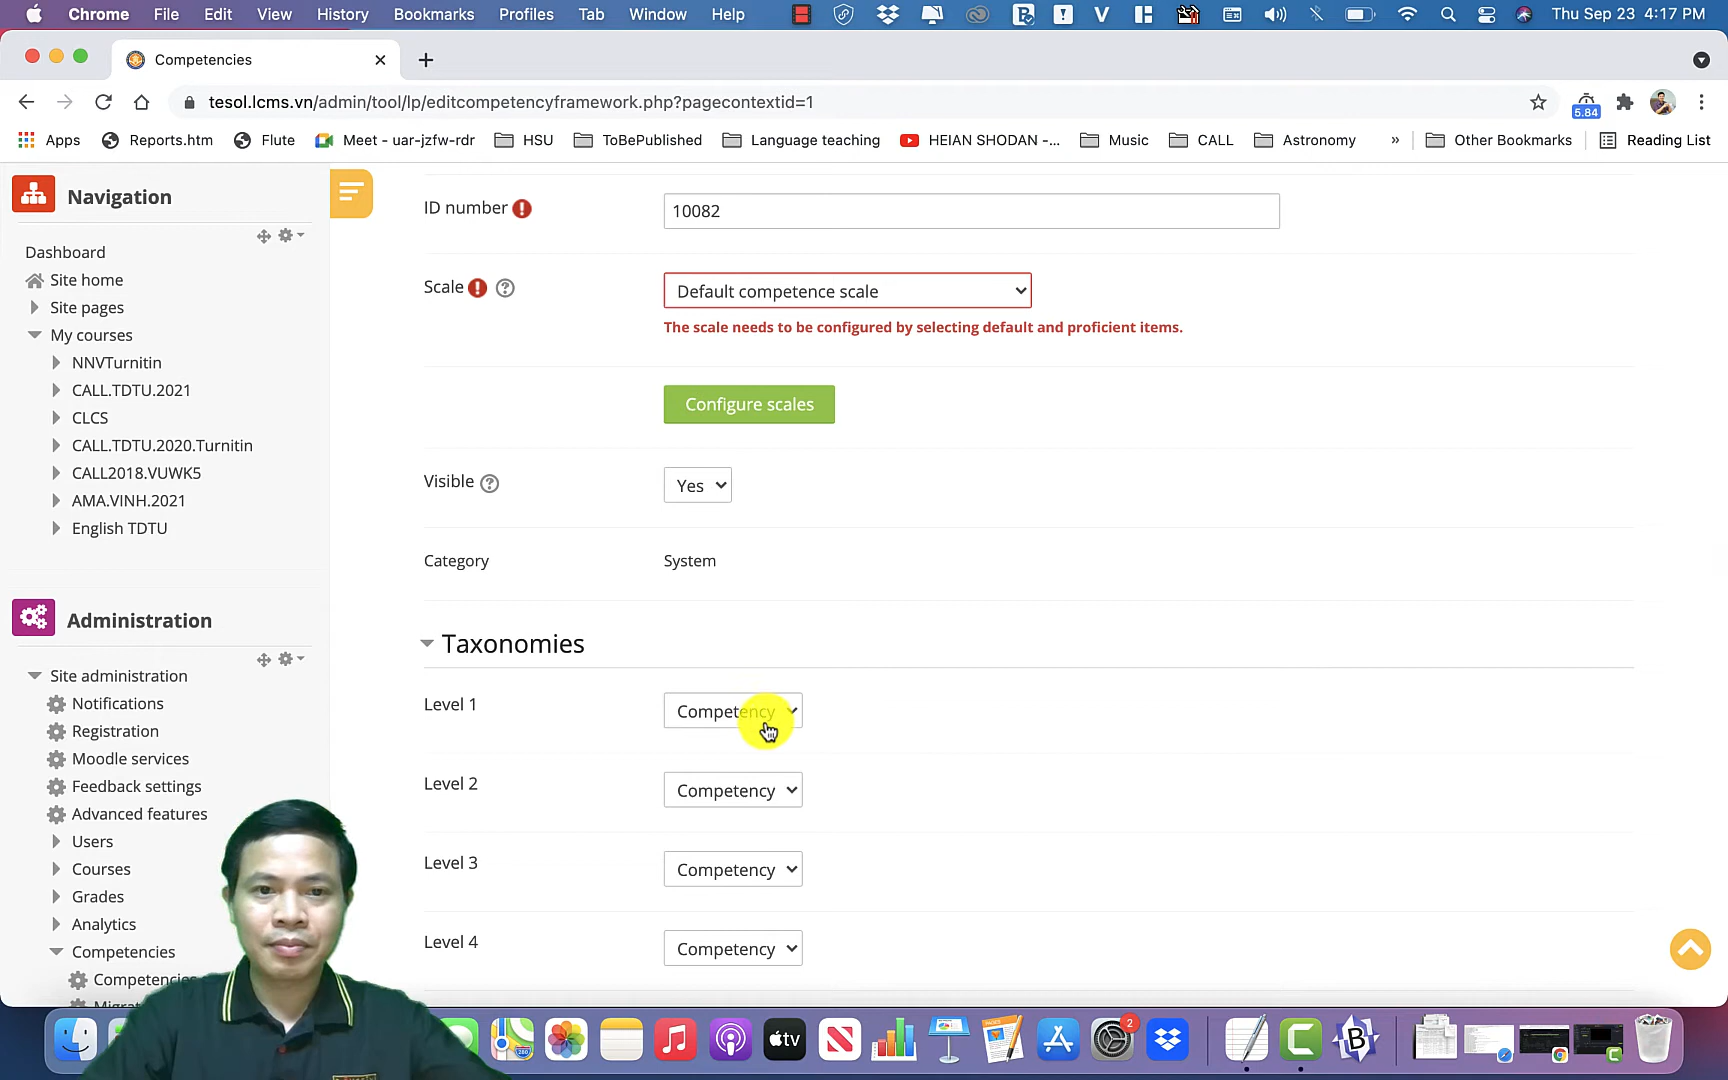 Chrome File Edit View History Bookmarks Profiles Tab Window Help Thu Sep 23 4:17 PM
Competencies
tesol.lcms.vn/admin/tool/lp/editcompetencyframework.php?pagecontextid=1
5.84
Apps Reports.htm Flute Meet - uar-jzfw-rdr HSU ToBePublished Language teaching HEIAN SHODAN -... Music CALL Astronomy » Other Bookmarks Reading List
Navigation
Dashboard
Site home
Site pages
My courses
NNVTurnitin
CALL.TDTU.2021
CLCS
CALL.TDTU.2020.Turnitin
CALL2018.VUWK5
AMA.VINH.2021
English TDTU
Administration
Site administration
Notifications
Registration
Moodle services
Feedback settings
Advanced features
Users
Courses
Grades
Analytics
Competencies
ID number 10082
Scale Default competence scale
The scale needs to be configured by selecting default and proficient items.
Configure scales
Visible Yes
Category System
Taxonomies
Level 1 Competency
Level 2 Competency
Level 3 Competency
Level 4 Competency
tv
2